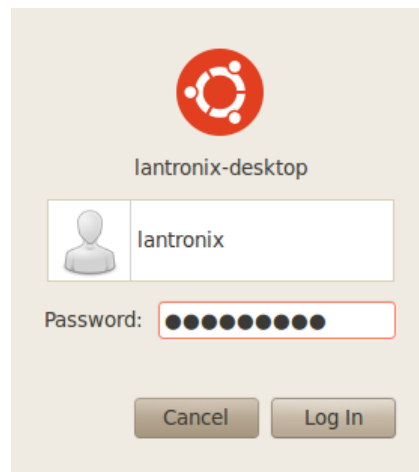 lantronix-desktop
lantronix
Password: ●●●●●●●●●
Cancel Log In